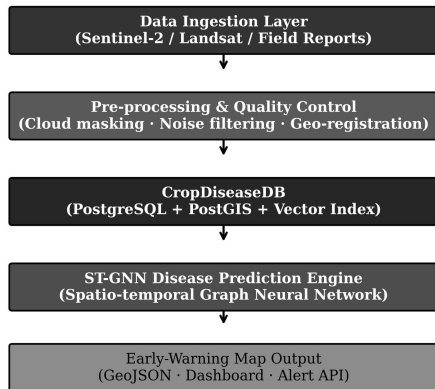 Data Ingestion Layer
(Sentinel-2 / Landsat / Field Reports)
Pre-processing & Quality Control
(Cloud masking · Noise filtering · Geo-registration)
CropDiseaseDB
(PostgreSQL + PostGIS + Vector Index)
ST-GNN Disease Prediction Engine
(Spatio-temporal Graph Neural Network)
Early-Warning Map Output
(GeoJSON · Dashboard · Alert API)